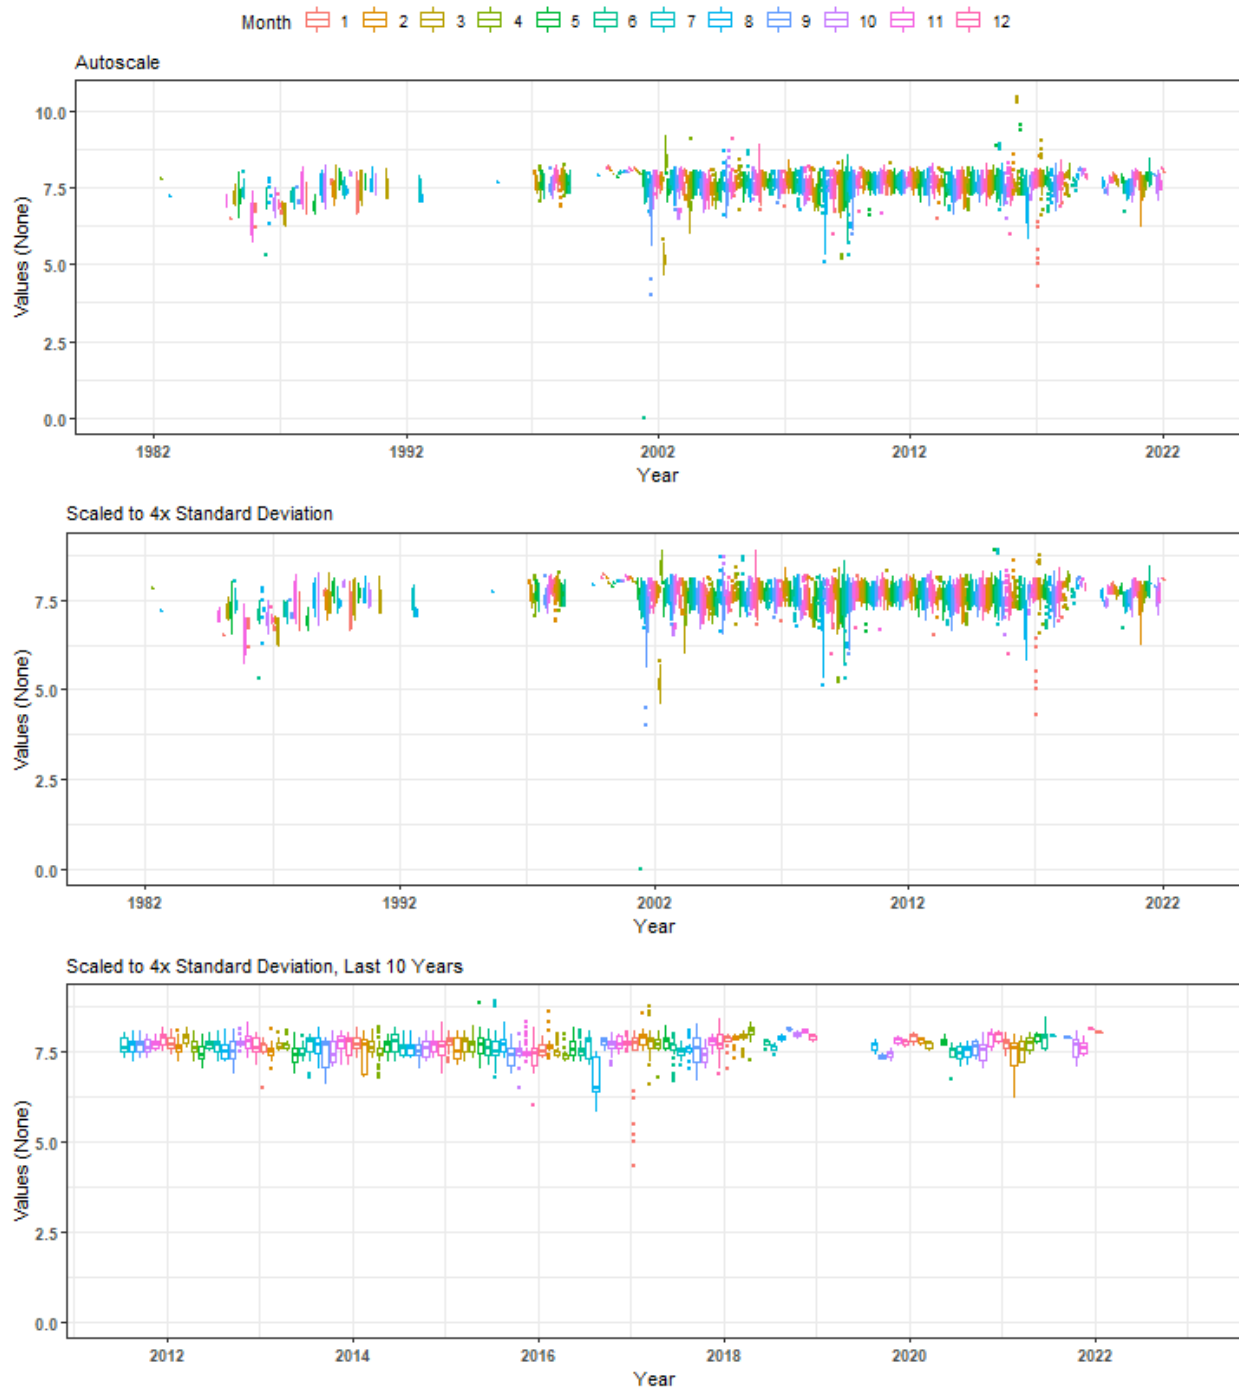 Month 1 2 3 4 5 6 7 8 9 10 11 12
Autoscale
10.0
7.5
5.0
2.5
0.0
Values (None)
1982 1992 2002 2012 2022
Year
Scaled to 4x Standard Deviation
7.5
5.0
2.5
0.0
Values (None)
1982 1992 2002 2012 2022
Year
Scaled to 4x Standard Deviation, Last 10 Years
7.5
5.0
2.5
0.0
Values (None)
2012 2014 2016 2018 2020 2022
Year